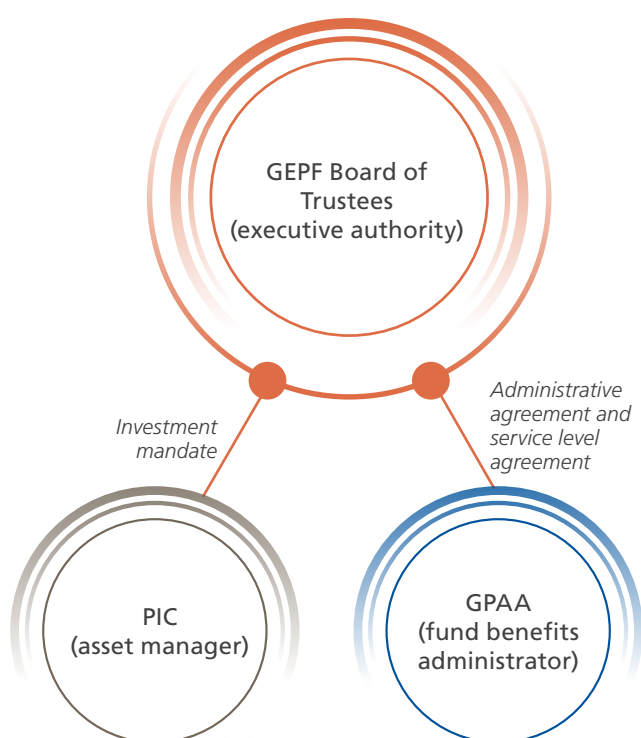 GEPF Board of
Trustees
(executive authority)
Investment
mandate
Administrative
agreement and
service level
agreement
PIC
(asset manager)
GPAA
(fund benefits
administrator)